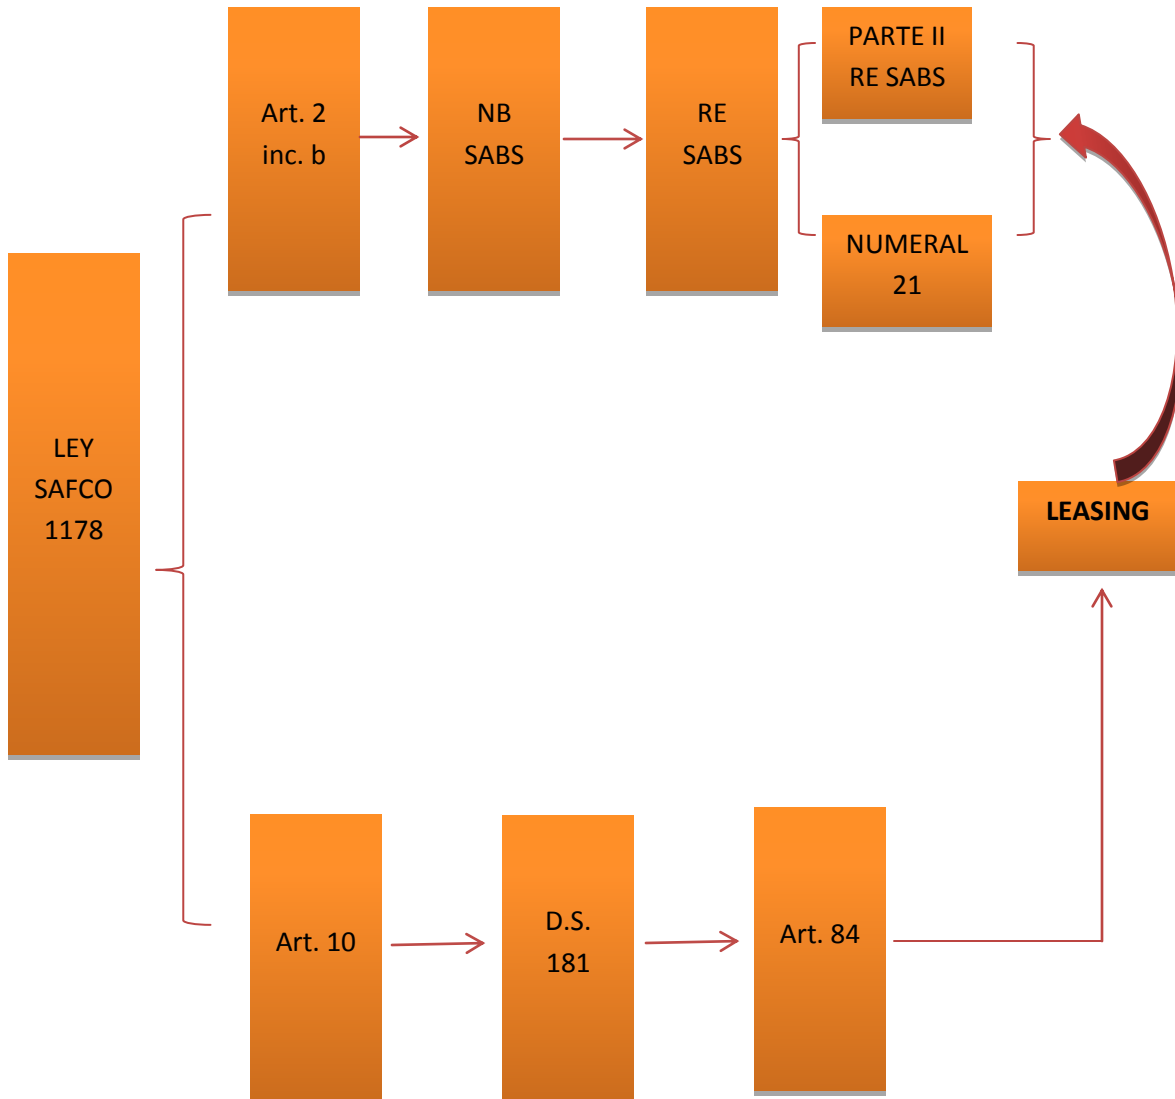 LEY
SAFCO
1178
Art. 2
inc. b
NB
SABS
RE
SABS
PARTE II
RE SABS
NUMERAL
21
LEASING
Art. 10
D.S.
181
Art. 84